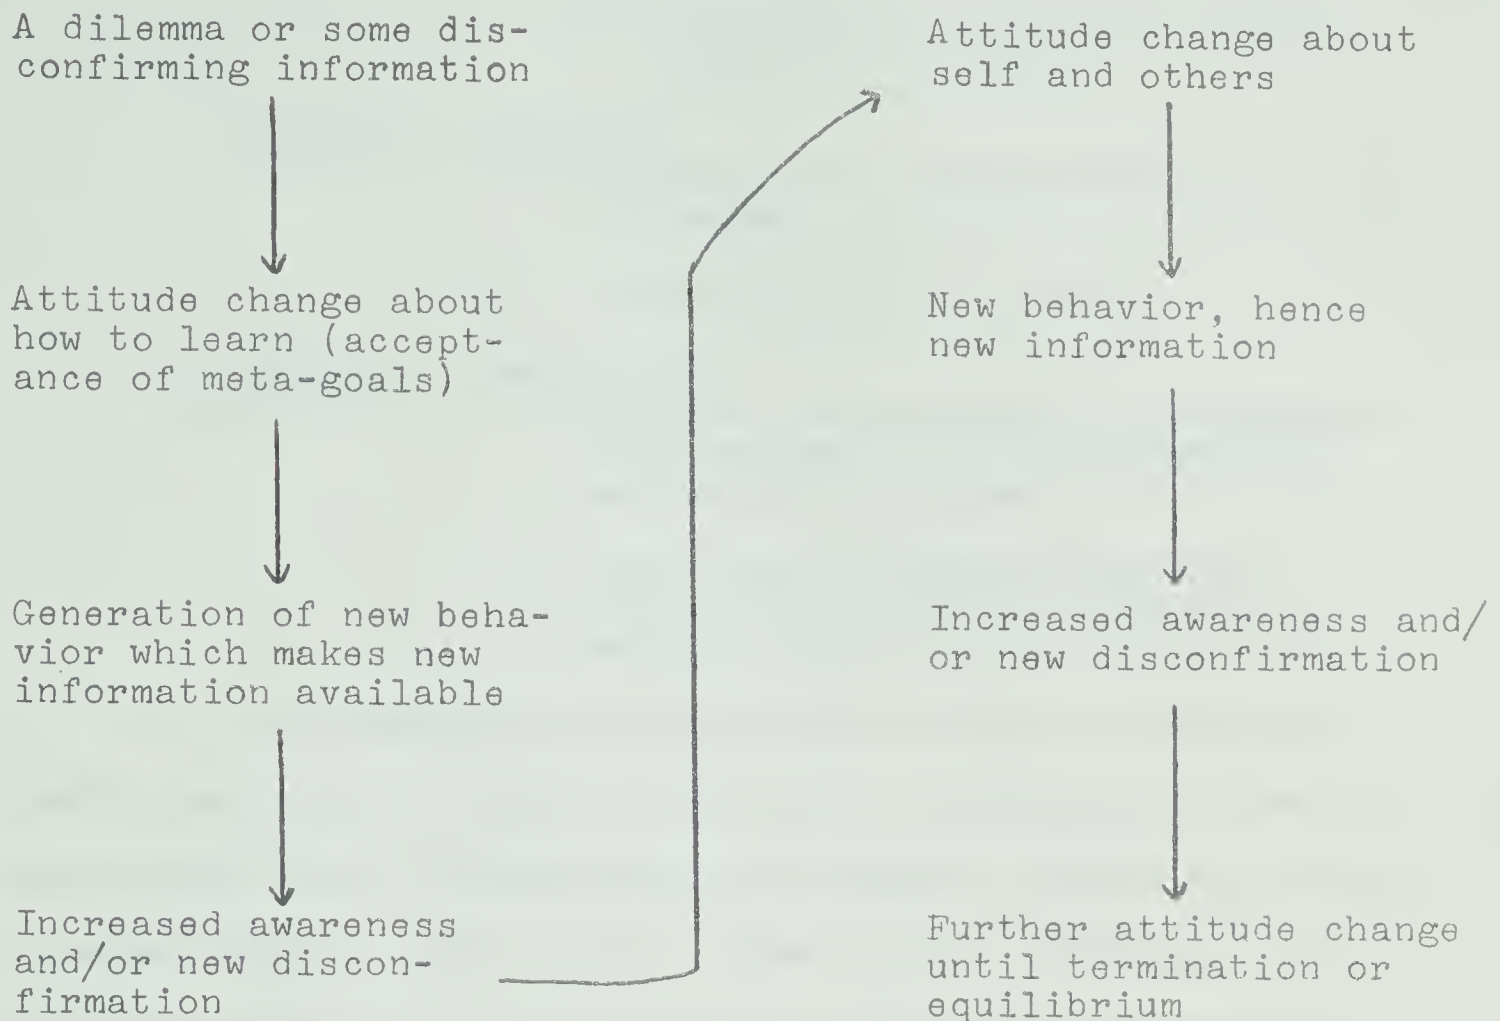 A dilemma or some dis-
confirming information
Attitude change about
how to learn (accept-
ance of meta-goals)
Generation of new beha-
vior which makes new
information available
Increased awareness
and/or new discon-
firmation
Attitude change about
self and others
New behavior, hence
new information
Increased awareness and/
or new disconfirmation
Further attitude change
until termination or
equilibrium